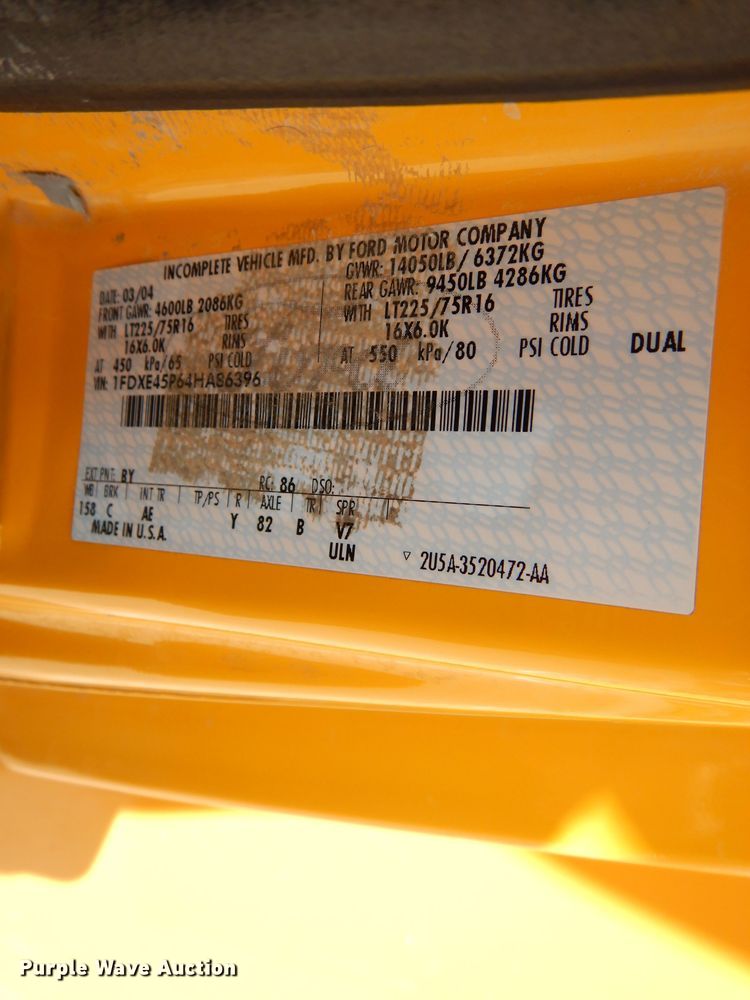 INCOMPLETE VEHICLE MFD. BY FORD MOTOR COMPANY
DATE: 03/04 GVWR: 14050LB/ 6372KG
FRONT GAWR: 4600LB 2086KG REAR GAWR: 9450LB 4286KG
WITH LT225/75R16 TIRES WITH LT225/75R16 TIRES
16X6.0K RIMS 16X6.0K RIMS
AT 450 kPa/65 PSI COLD AT 550 kPa/80 PSI COLD DUAL
VIN: 1FDXE45P64HA86396
EXT PNT: BY RC: 86 DSO:
WB BRK INT TR TP/PS R AXLE TR SPR
158 C AE Y 82 B V7
MADE IN U.S.A. ULN ▽ 2U5A-3520472-AA
Purple Wave Auction